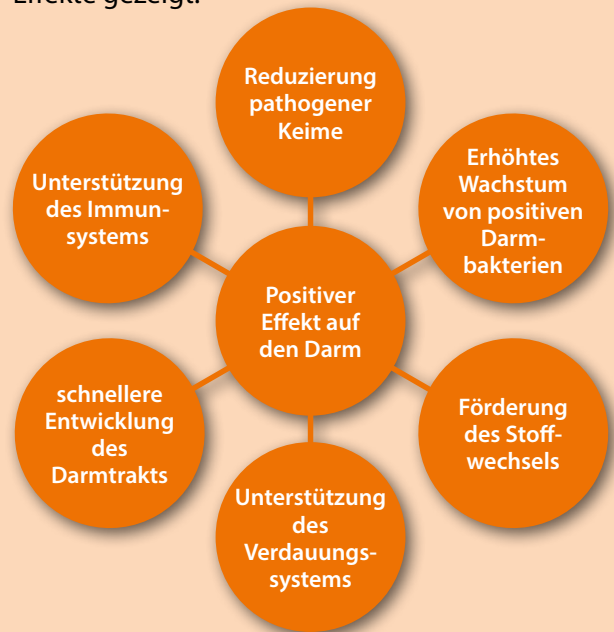 Effekte gezeigt:
Reduzierung
pathogener
Keime
Erhöhtes
Wachstum
von positiven
Darm-
bakterien
Förderung
des Stoff-
wechsels
Unterstützung
des
Verdauungs-
systems
schnellere
Entwicklung
des
Darmtrakts
Unterstützung
des Immun-
systems
Positiver
Effekt auf
den Darm